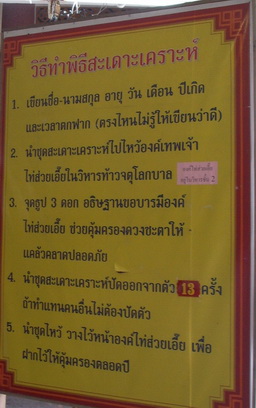 วิธีทำพิธีสะเดาะเคราะห์
1. เขียนชื่อ-นามสกุล อายุ วัน เดือน ปีเกิด
และเวลาตกฟาก (ตรงไหนไม่รู้ให้เขียนว่าดี)
2. นำชุดสะเดาะเคราะห์ไปไหว้องค์เทพเจ้า
ไท่ส่วยเอี๊ยในวิหารท้าวจตุโลกบาล
3. จุดธูป 3 ดอก อธิษฐานขอบารมีองค์
ไท่ส่วยเอี๊ย ช่วยคุ้มครองดวงชะตาให้
แคล้วคลาดปลอดภัย
4. นำชุดสะเดาะเคราะห์ปัดออกจากตัว 13 ครั้ง
ถ้าทำแทนคนอื่นไม่ต้องปัดตัว
5. นำชุดไหว้ วางไว้หน้าองค์ไท่ส่วยเอี๊ย เพื่อ
ฝากไว้ให้คุ้มครองตลอดปี